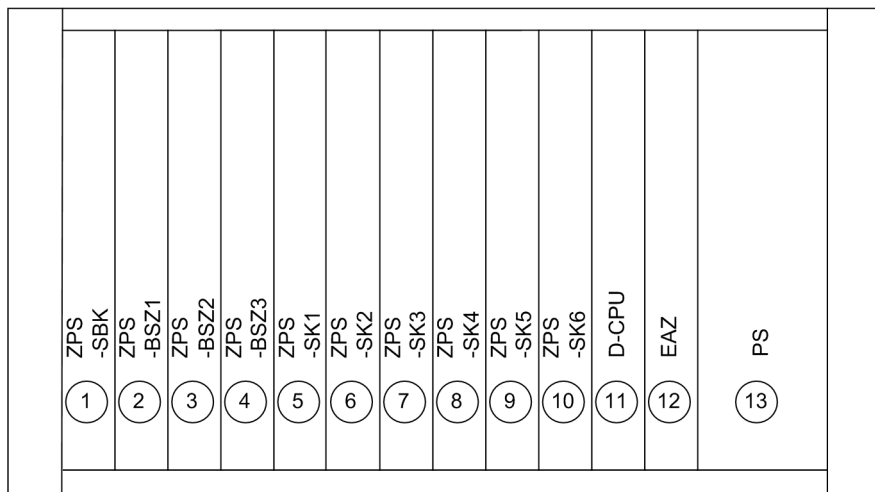 ZPS
-SBK
ZPS
-BSZ1
ZPS
-BSZ2
ZPS
-BSZ3
ZPS
-SK1
ZPS
-SK2
ZPS
-SK3
ZPS
-SK4
ZPS
-SK5
ZPS
-SK6
D-CPU
EAZ
PS
1 2 3 4 5 6 7 8 9 10 11 12 13